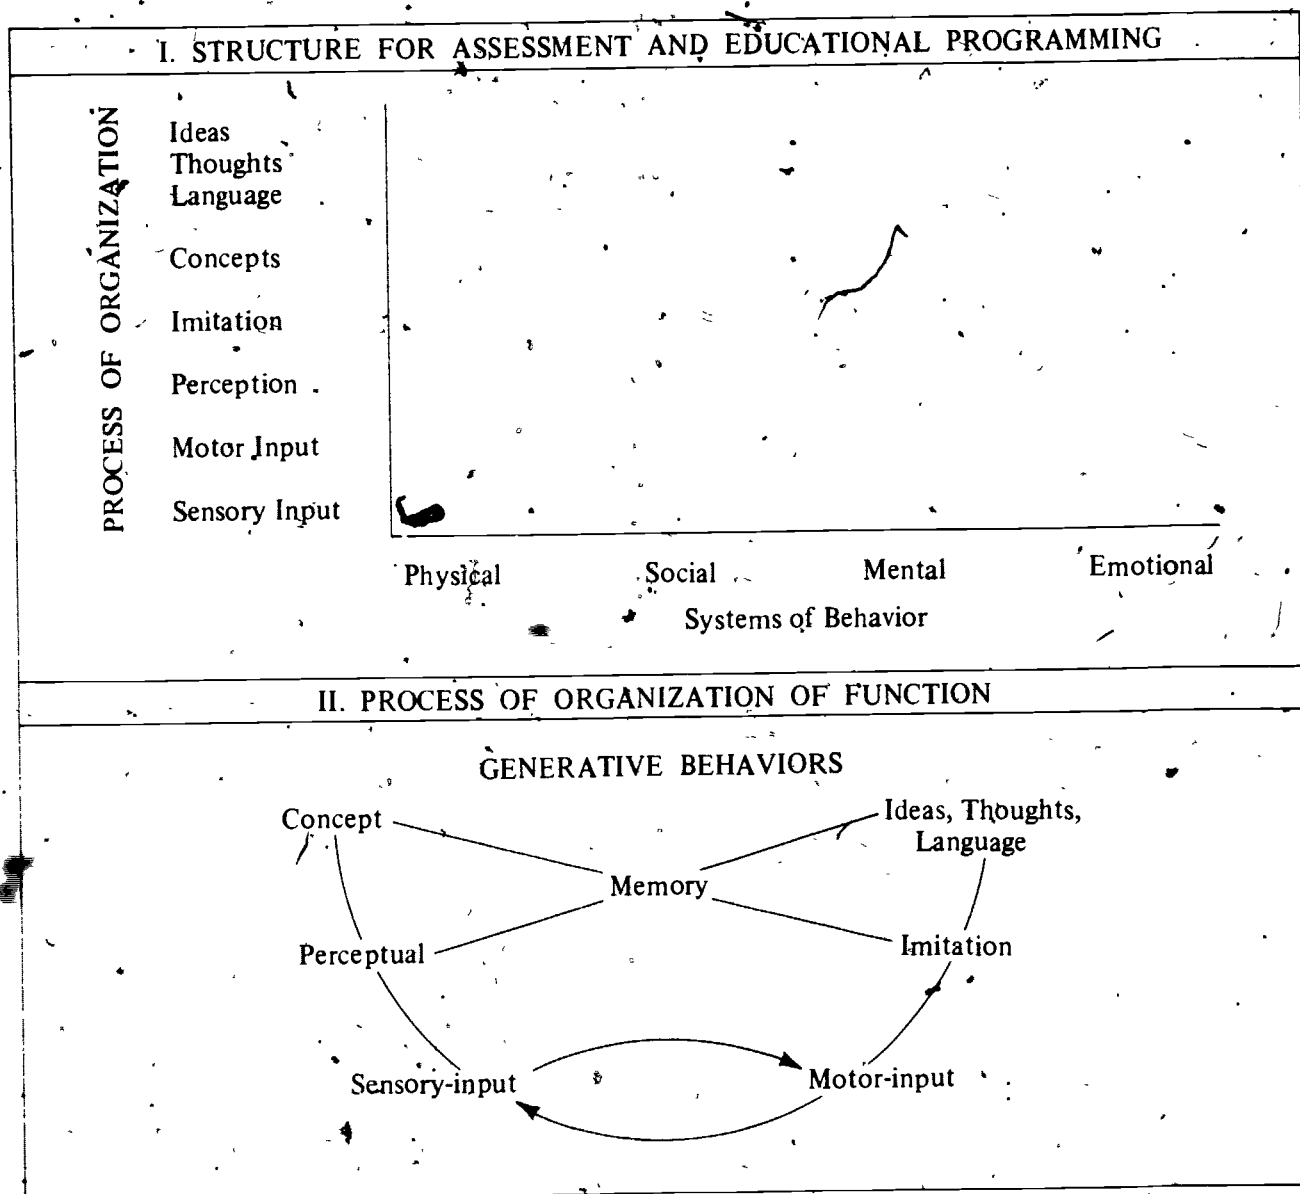 I. STRUCTURE FOR ASSESSMENT AND EDUCATIONAL PROGRAMMING
PROCESS OF ORGANIZATION
Ideas
Thoughts
Language
Concepts
Imitation
Perception
Motor Input
Sensory Input
Physical Social Mental Emotional
Systems of Behavior
II. PROCESS OF ORGANIZATION OF FUNCTION
GENERATIVE BEHAVIORS
Concept
Ideas, Thoughts,
Language
Memory
Perceptual
Imitation
Sensory-input
Motor-input